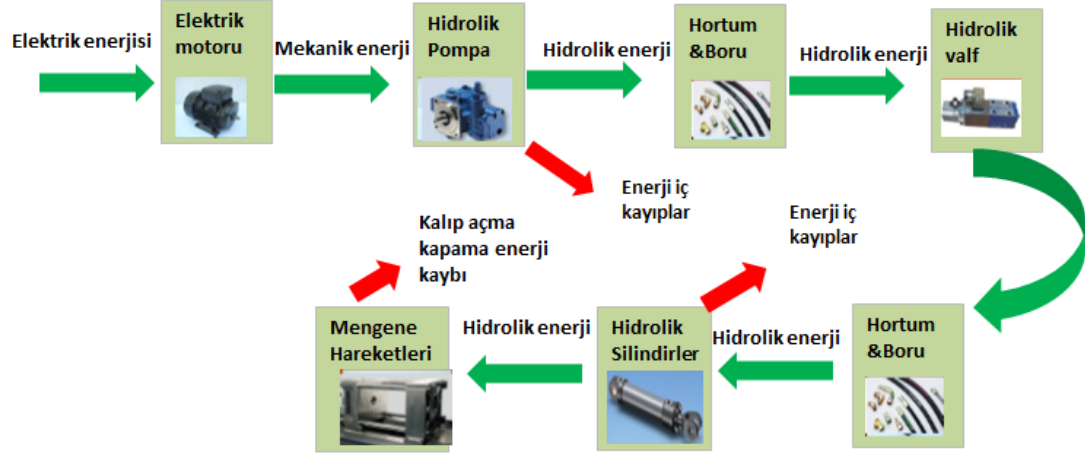 Elektrik enerjisi
Elektrik
motoru
Mekanik enerji
Hidrolik
Pompa
Hidrolik enerji
Hortum
&Boru
Hidrolik enerji
Hidrolik
valf
Enerji iç
kayıplar
Enerji iç
kayıplar
Kalıp açma
kapama enerji
kaybı
Mengene
Hareketleri
Hidrolik enerji
Hidrolik
Silindirler
Hidrolik enerji
Hortum
&Boru